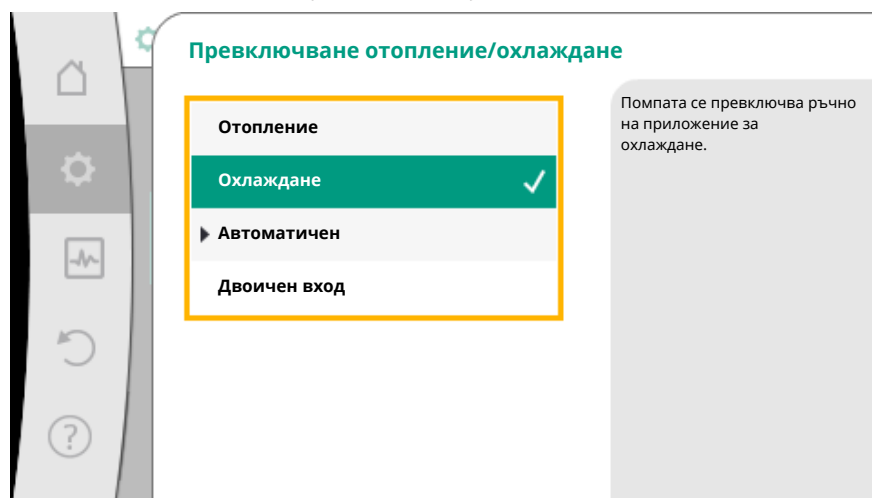 Превключване отопление/охлаждане
Отопление
Охлаждане
Автоматичен
Двоичен вход
Помпата се превключва ръчно
на приложение за
охлаждане.
?